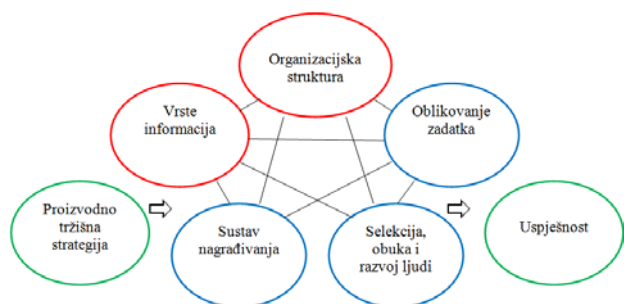 Organizacijska
struktura
Vrste
informacija
Oblikovanje
zadatka
Proizvodno
tržišna
strategija
Sustav
nagrađivanja
Selekcija,
obuka i
razvoj ljudi
Uspješnost